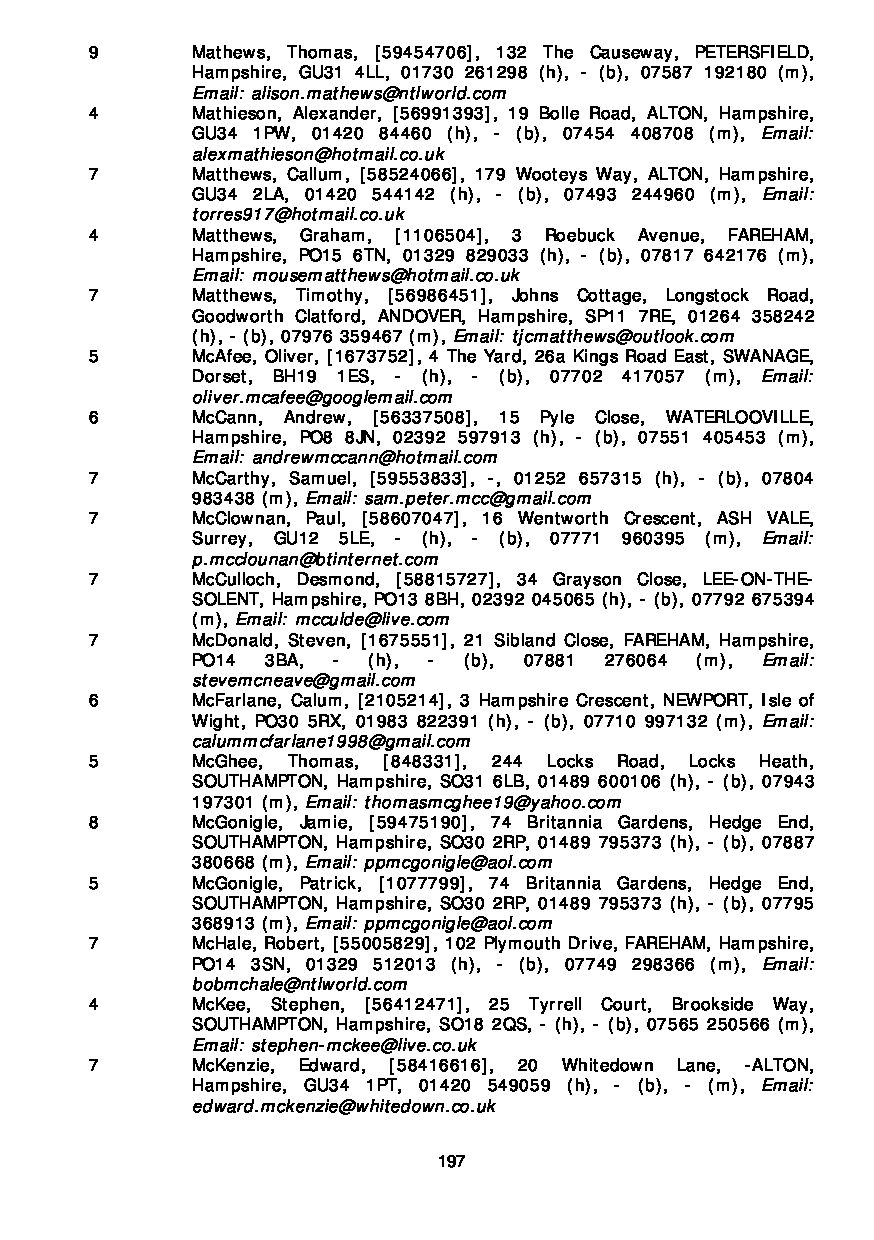 9 Mathews, Thomas, [59454706], 132 The Causeway, PETERSFIELD,
Hampshire, GU31 4LL, 01730 261298 (h), - (b), 07587 192180 (m),
Email: alison.mathews@ntlworld.com
4 Mathieson, Alexander, [56991393], 19 Bolle Road, ALTON, Hampshire,
GU34 1PW, 01420 84460 (h), - (b), 07454 408708 (m), Email:
alexmathieson@hotmail.co.uk
7 Matthews, Callum, [58524066], 179 Wooteys Way, ALTON, Hampshire,
GU34 2LA, 01420 544142 (h), - (b), 07493 244960 (m), Email:
torres917@hotmail.co.uk
4 Matthews, Graham, [1106504], 3 Roebuck Avenue, FAREHAM,
Hampshire, PO15 6TN, 01329 829033 (h), - (b), 07817 642176 (m),
Email: mousematthews@hotmail.co.uk
7 Matthews, Timothy, [56986451], Johns Cottage, Longstock Road,
Goodworth Clatford, ANDOVER, Hampshire, SP11 7RE, 01264 358242
(h), - (b), 07976 359467 (m), Email: tjcmatthews@outlook.com
5 McAfee, Oliver, [1673752], 4 The Yard, 26a Kings Road East, SWANAGE,
Dorset, BH19 1ES, - (h), - (b), 07702 417057 (m), Email:
oliver.mcafee@googlemail.com
6 McCann, Andrew, [56337508], 15 Pyle Close, WATERLOOVILLE,
Hampshire, PO8 8JN, 02392 597913 (h), - (b), 07551 405453 (m),
Email: andrewmccann@hotmail.com
7 McCarthy, Samuel, [59553833], -, 01252 657315 (h), - (b), 07804
983438 (m), Email: sam.peter.mcc@gmail.com
7 McClownan, Paul, [58607047], 16 Wentworth Crescent, ASH VALE,
Surrey, GU12 5LE, - (h), - (b), 07771 960395 (m), Email:
p.mcclounan@btinternet.com
7 McCulloch, Desmond, [58815727], 34 Grayson Close, LEE-ON-THE-
SOLENT, Hampshire, PO13 8BH, 02392 045065 (h), - (b), 07792 675394
(m), Email: mcculde@live.com
7 McDonald, Steven, [1675551], 21 Sibland Close, FAREHAM, Hampshire,
PO14 3BA, - (h), - (b), 07881 276064 (m), Email:
stevemcneave@gmail.com
6 McFarlane, Calum, [2105214], 3 Hampshire Crescent, NEWPORT, Isle of
Wight, PO30 5RX, 01983 822391 (h), - (b), 07710 997132 (m), Email:
calummcfarlane1998@gmail.com
5 McGhee, Thomas, [848331], 244 Locks Road, Locks Heath,
SOUTHAMPTON, Hampshire, SO31 6LB, 01489 600106 (h), - (b), 07943
197301 (m), Email: thomasmcghee19@yahoo.com
8 McGonigle, Jamie, [59475190], 74 Britannia Gardens, Hedge End,
SOUTHAMPTON, Hampshire, SO30 2RP, 01489 795373 (h), - (b), 07887
380668 (m), Email: ppmcgonigle@aol.com
5 McGonigle, Patrick, [1077799], 74 Britannia Gardens, Hedge End,
SOUTHAMPTON, Hampshire, SO30 2RP, 01489 795373 (h), - (b), 07795
368913 (m), Email: ppmcgonigle@aol.com
7 McHale, Robert, [55005829], 102 Plymouth Drive, FAREHAM, Hampshire,
PO14 3SN, 01329 512013 (h), - (b), 07749 298366 (m), Email:
bobmchale@ntlworld.com
4 McKee, Stephen, [56412471], 25 Tyrrell Court, Brookside Way,
SOUTHAMPTON, Hampshire, SO18 2QS, - (h), - (b), 07565 250566 (m),
Email: stephen-mckee@live.co.uk
7 McKenzie, Edward, [58416616], 20 Whitedown Lane, -ALTON,
Hampshire, GU34 1PT, 01420 549059 (h), - (b), - (m), Email:
edward.mckenzie@whitedown.co.uk
197